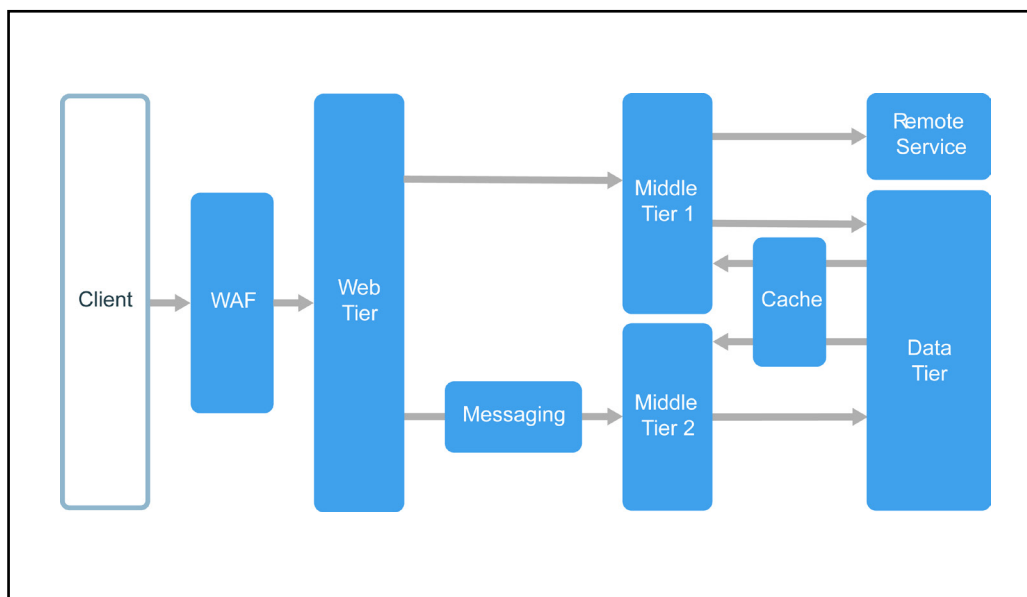 Client
WAF
Web
Tier
Messaging
Middle
Tier 1
Middle
Tier 2
Cache
Remote
Service
Data
Tier